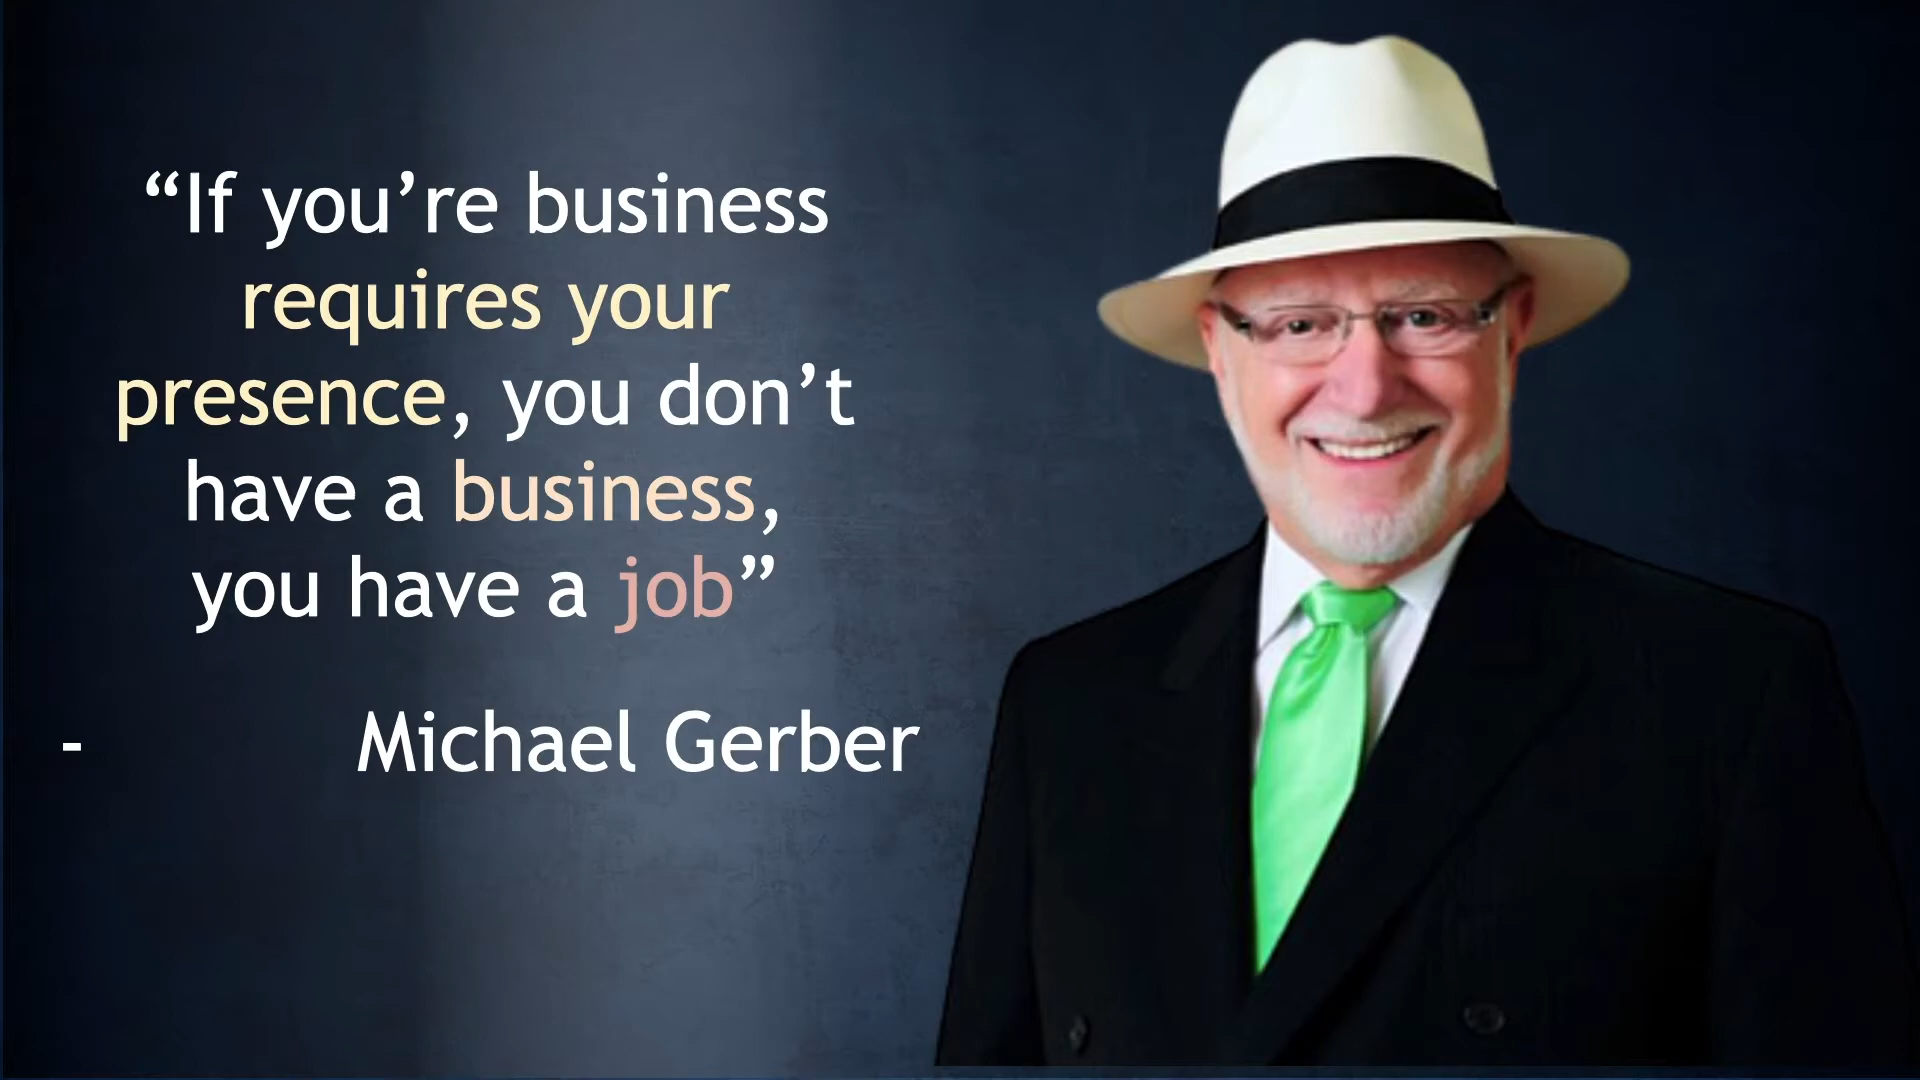 “If you’re business
requires your
presence, you don’t
have a business,
you have a job”
- Michael Gerber